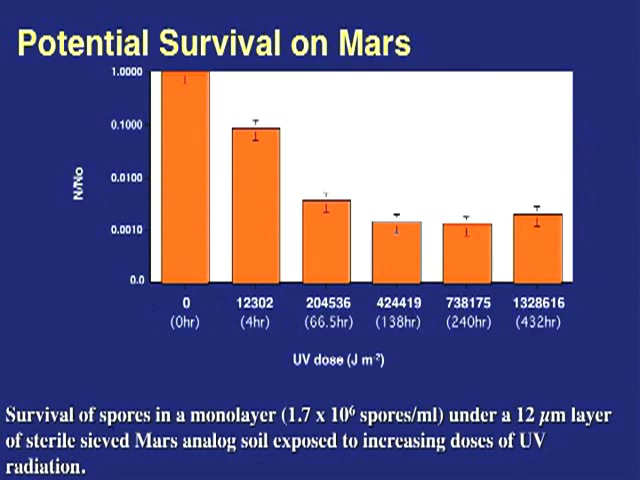 Potential Survival on Mars
1.0000
0.1000
0.0100
0.0010
0.0
N/No
0 12302 204536 424419 738175 1328616
(0hr) (4hr) (66.5hr) (138hr) (240hr) (432hr)
UV dose (J m⁻²)
Survival of spores in a monolayer (1.7 x 10⁶ spores/ml) under a 12 µm layer
of sterile sieved Mars analog soil exposed to increasing doses of UV
radiation.